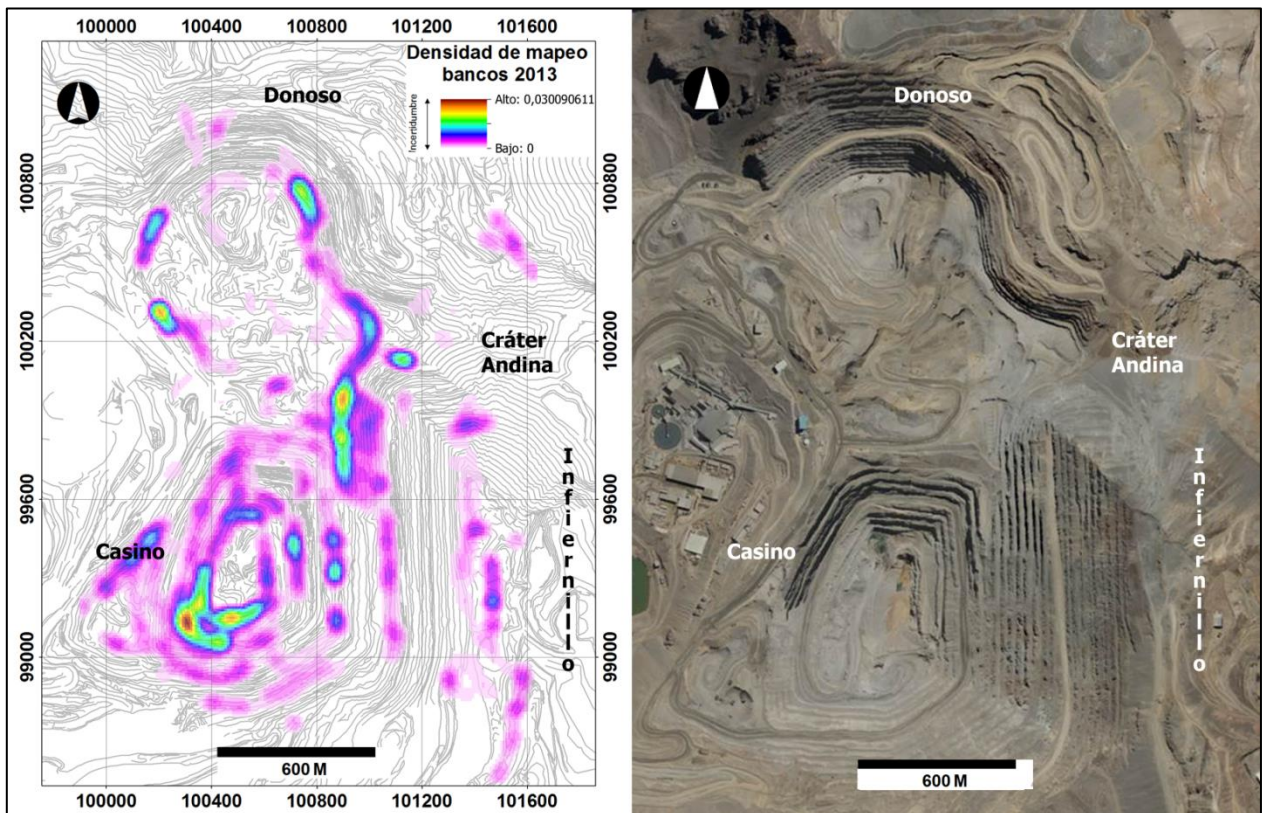 100000 100400 100800 101200 101600
Densidad de mapeo
bancos 2013
Incertidumbre
Alto: 0,030090611
Bajo: 0
Donoso
100800
100800
100200
100200
Cráter
Andina
99600
99600
Infiernillo
Casino
99000
99000
600 M
100000 100400 100800 101200 101600
Donoso
Cráter
Andina
Infiernillo
Casino
600 M